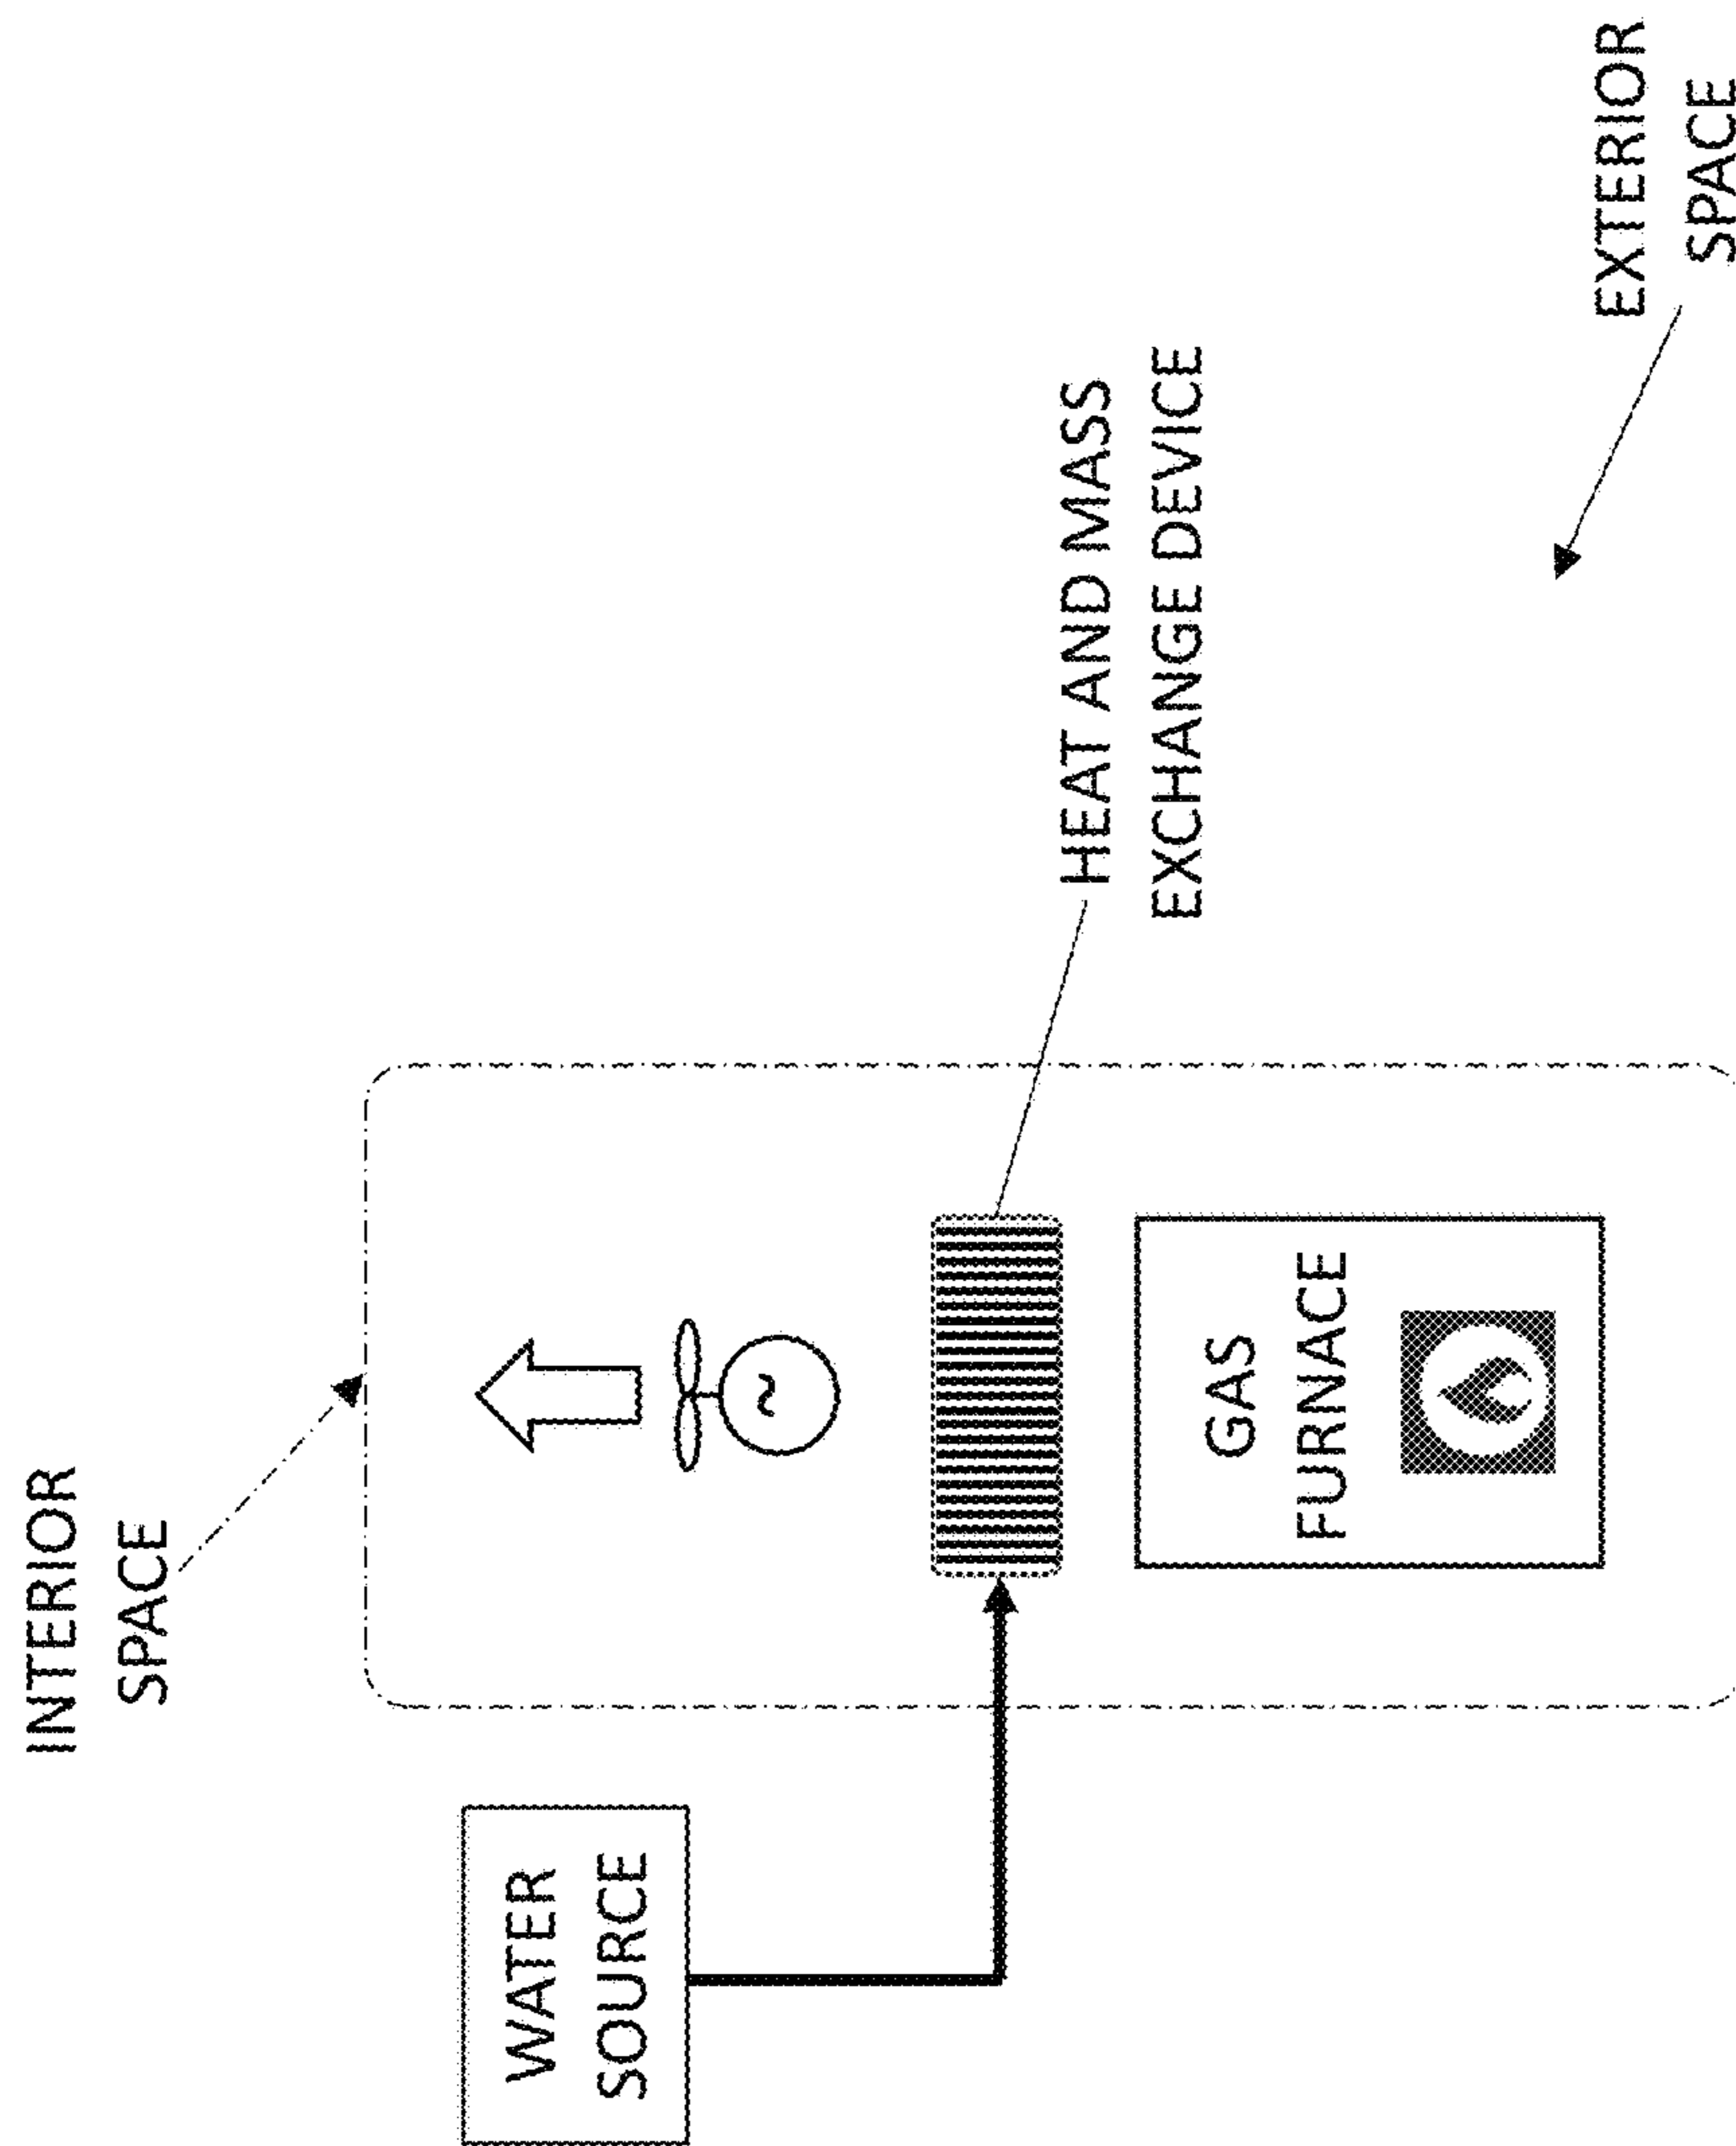 INTERIOR
SPACE
WATER
SOURCE
GAS
FURNACE
HEAT AND MASS
EXCHANGE DEVICE
EXTERIOR
SPACE